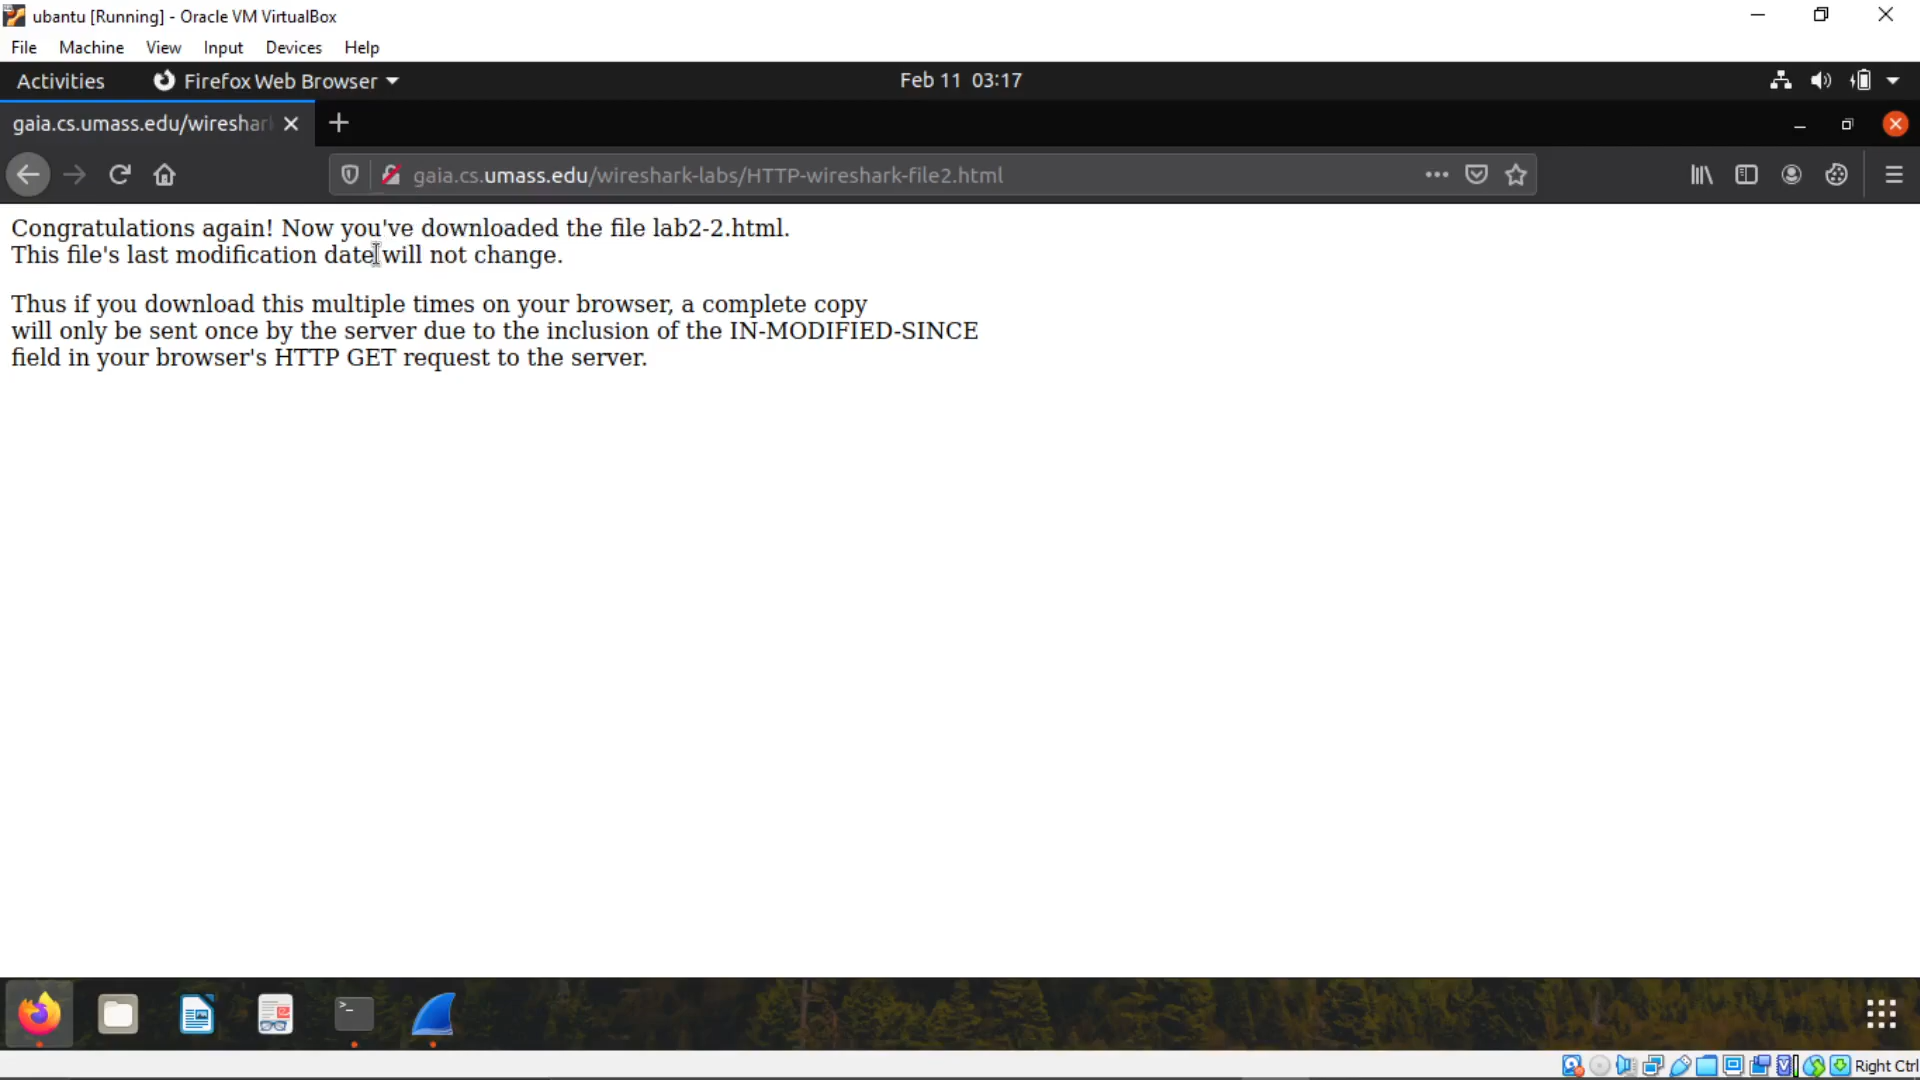 ubantu [Running] - Oracle VM VirtualBox
File Machine View Input Devices Help
Activities Firefox Web Browser Feb 11 03:17
gaia.cs.umass.edu/wireshar
gaia.cs.umass.edu/wireshark-labs/HTTP-wireshark-file2.html
Congratulations again! Now you've downloaded the file lab2-2.html.
This file's last modification date will not change.
Thus if you download this multiple times on your browser, a complete copy
will only be sent once by the server due to the inclusion of the IN-MODIFIED-SINCE
field in your browser's HTTP GET request to the server.
Right Ctrl